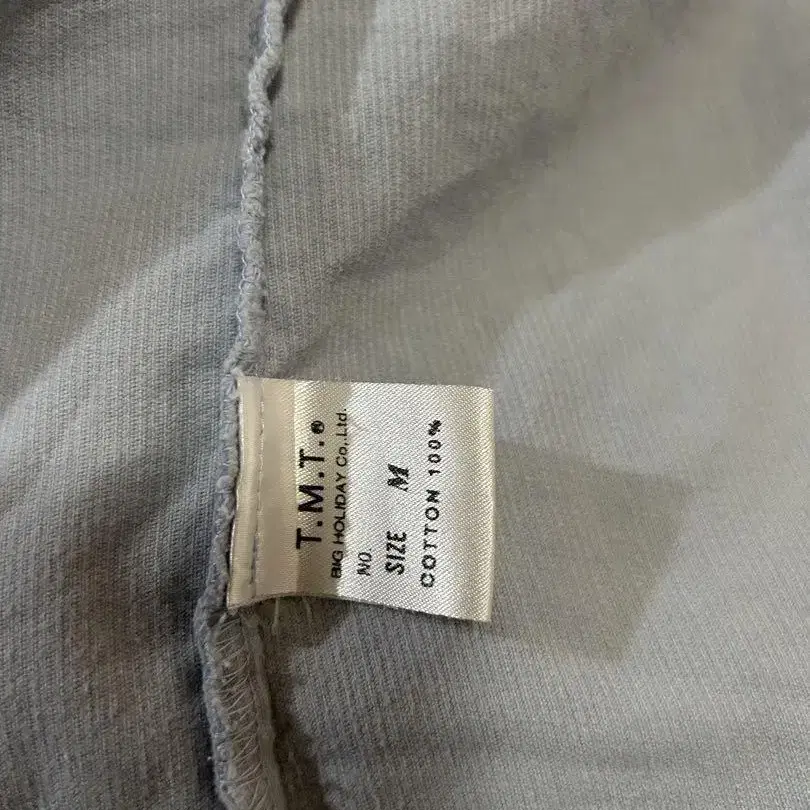 T.M.T.®
BIG HOLIDAY Co,.Ltd.
NO.
SIZE M
COTTON 100%